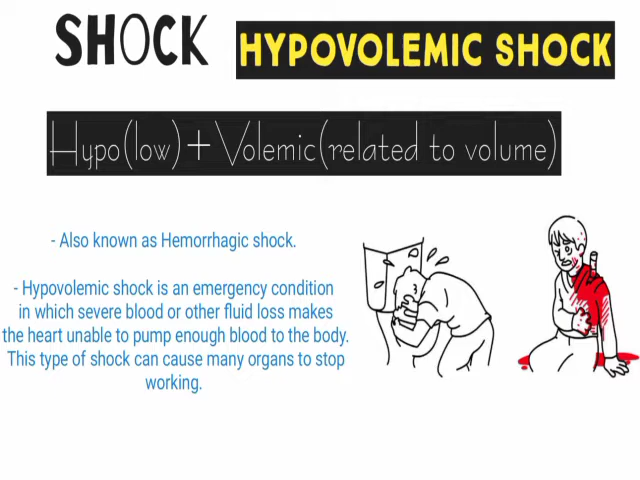 SHOCK HYPOVOLEMIC SHOCK
Hypo(low)+Volemic(related to volume)
- Also known as Hemorrhagic shock.
- Hypovolemic shock is an emergency condition
in which severe blood or other fluid loss makes
the heart unable to pump enough blood to the body.
This type of shock can cause many organs to stop
working.